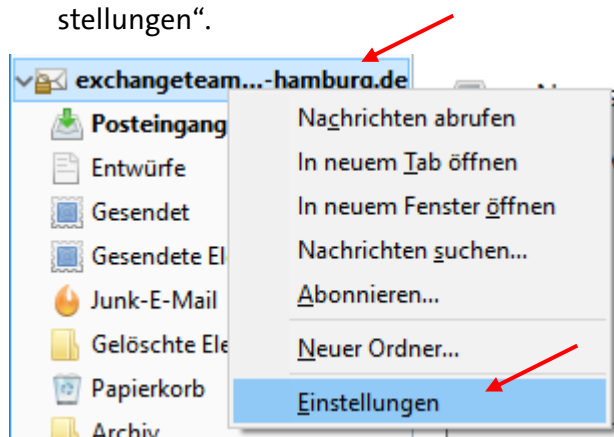 stellungen“.
exchangeteam...-hamburg.de
Posteingang
Nachrichten abrufen
Entwürfe
In neuem Tab öffnen
Gesendet
In neuem Fenster öffnen
Gesendete El
Nachrichten suchen...
Junk-E-Mail
Abonnieren...
Gelöschte Ele
Neuer Ordner...
Papierkorb
Einstellungen
Archiv